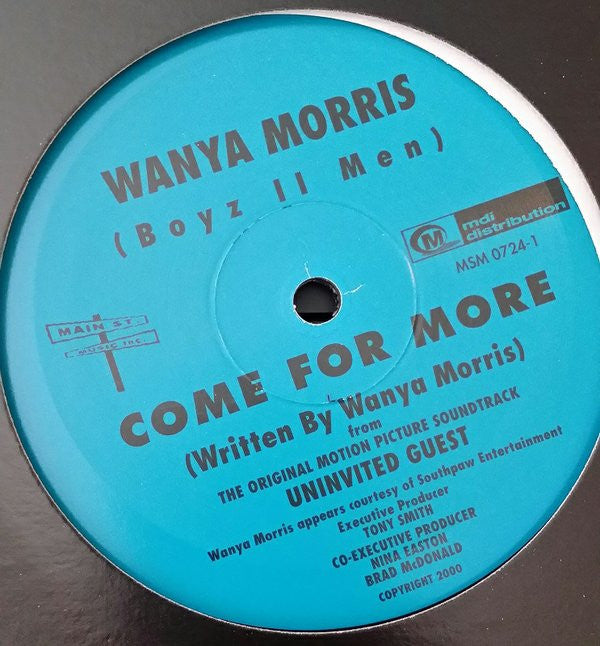 WANYA MORRIS
(Boyz II Men)
M
mdi
distribution
MSM 0724-1
MAIN ST.
MUSIC INC
COME FOR MORE
(Written By Wanya Morris)
from
THE ORIGINAL MOTION PICTURE SOUNDTRACK
UNINVITED GUEST
Wanya Morris appears courtesy of Southpaw Entertainment
Executive Producer
TONY SMITH
CO-EXECUTIVE PRODUCER
NINA EASTON
BRAD McDONALD
COPYRIGHT 2000